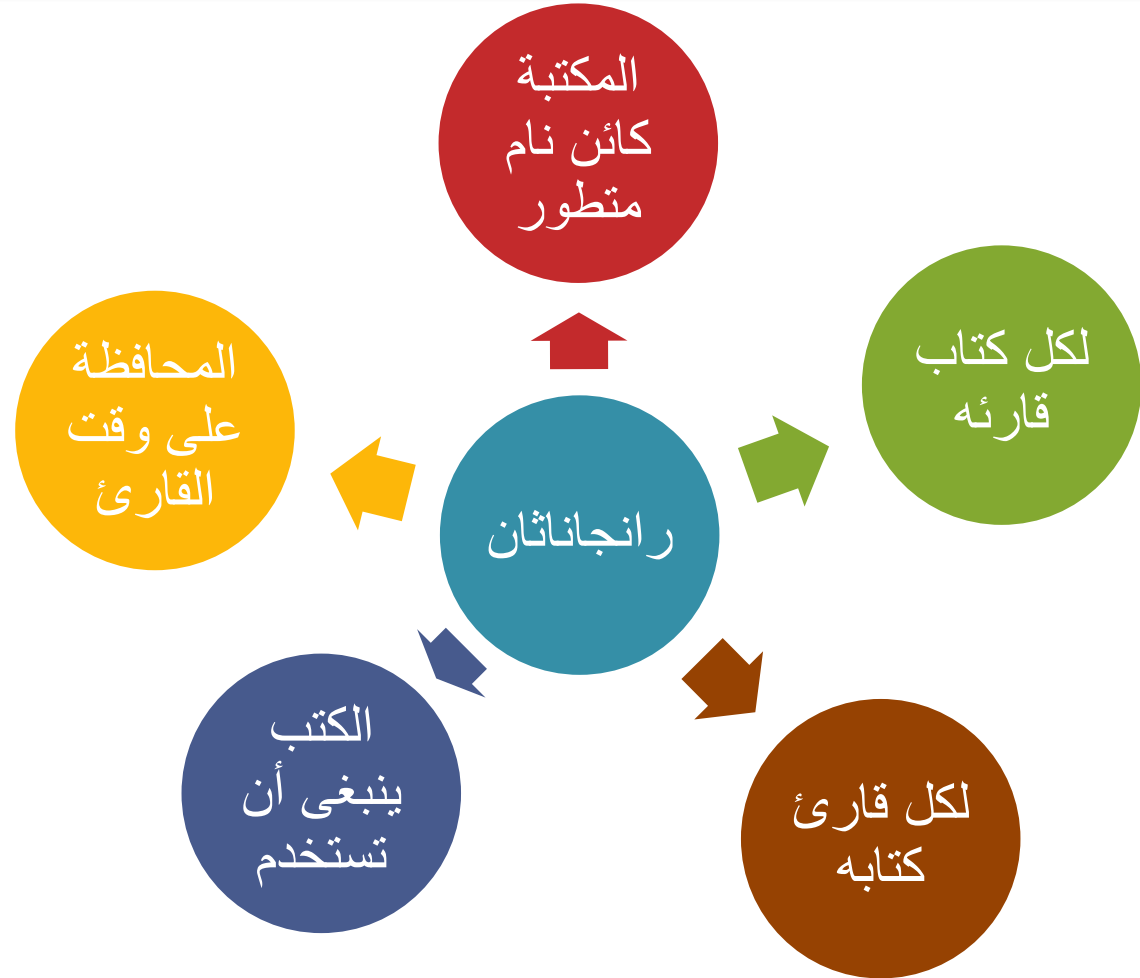 المكتبة
كائن نام
متطور
لكل كتاب
قارئه
المحافظة
على وقت
القارئ
رانجاناثان
الكتب
ينبغى أن
تستخدم
لكل قارئ
كتابه